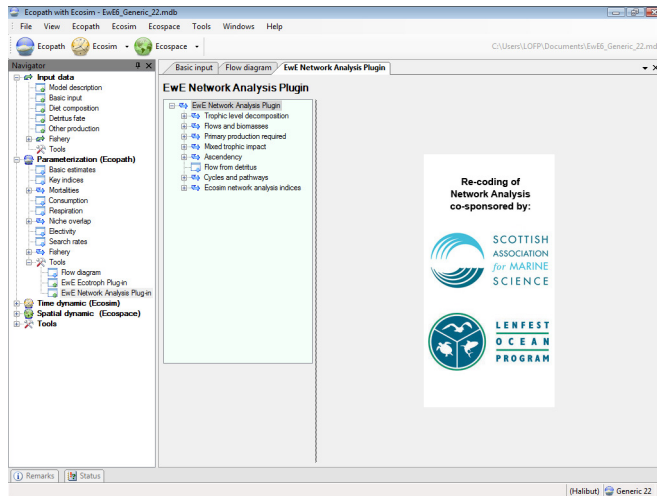 Ecopath with Ecosim - EwE6_Generic_22.mdb
File View Ecopath Ecosim Ecospace Tools Windows Help
Ecopath Ecosim Ecospace C:\Users\LOFP\Documents\EwE6_Generic_22.md
Navigator
Input data
Model description
Basic input
Diet composition
Detritus fate
Other production
Fishery
Tools
Parameterization (Ecopath)
Basic estimates
Key indices
Mortalities
Consumption
Respiration
Niche overlap
Electivity
Search rates
Fishery
Tools
Flow diagram
EwE Ecotroph Plug-in
EwE Network Analysis Plug-in
Time dynamic (Ecosim)
Spatial dynamic (Ecospace)
Tools
Basic input Flow diagram EwE Network Analysis Plugin
EwE Network Analysis Plugin
EwE Network Analysis Plugin
Trophic level decomposition
Flows and biomasses
Primary production required
Mixed trophic impact
Ascendency
Flow from detritus
Cycles and pathways
Ecosim network analysis indices
Re-coding of
Network Analysis
co-sponsored by:
SCOTTISH
ASSOCIATION
for MARINE
SCIENCE
LENFEST
OCEAN
PROGRAM
Remarks Status
(Halibut) Generic 22